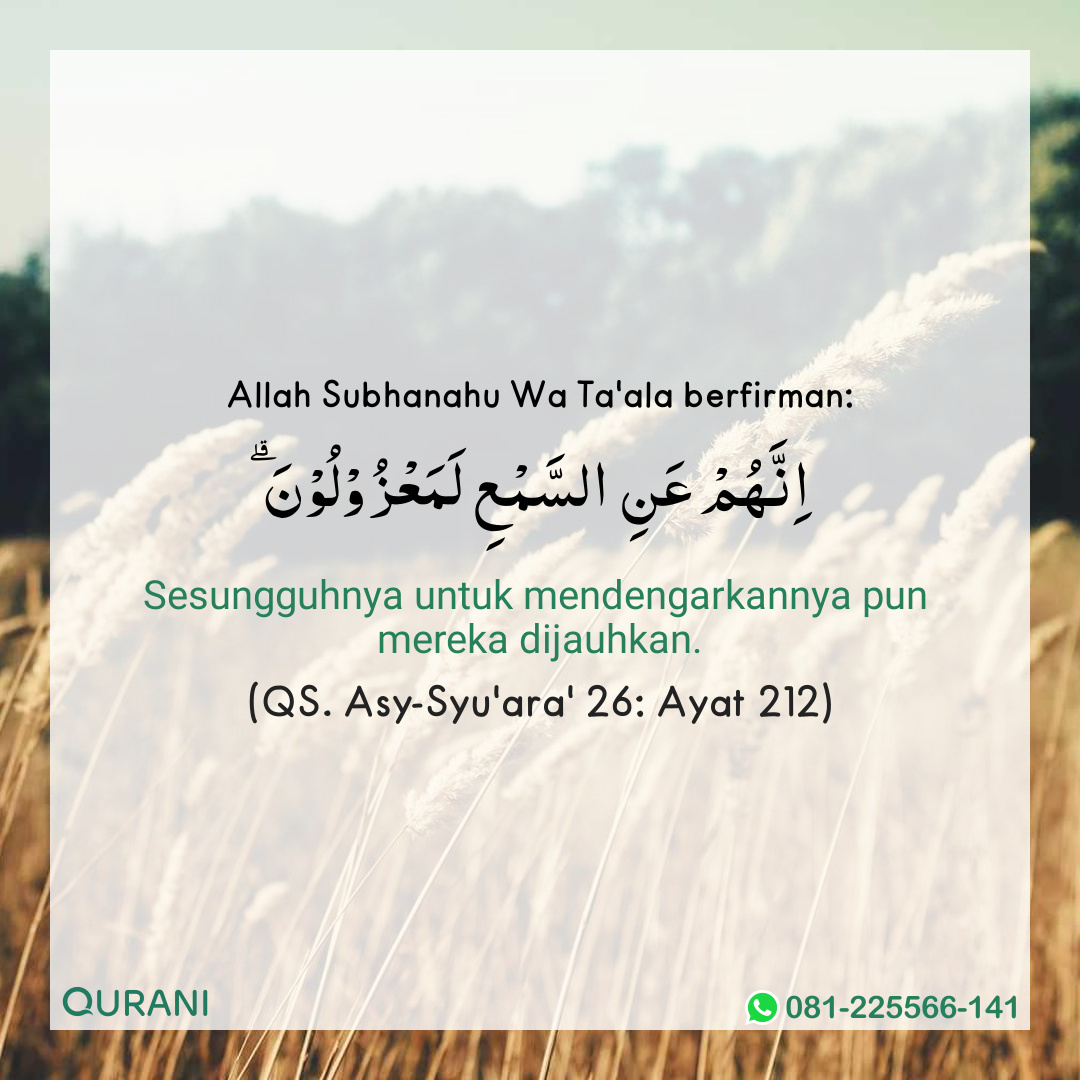 Allah Subhanahu Wa Ta'ala berfirman:
اِنَّهُمْ عَنِ السَّمْعِ لَمَعْزُوْلُوْنَ ۗ
Sesungguhnya untuk mendengarkannya pun
mereka dijauhkan.
(QS. Asy-Syu'ara' 26: Ayat 212)
QURANI
081-225566-141